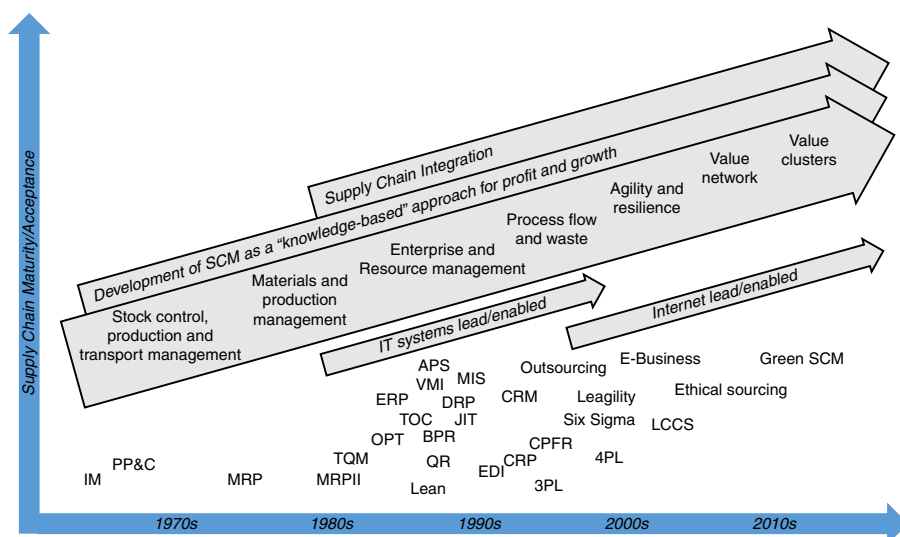 Supply Chain Maturity/Acceptance
Supply Chain Integration
Development of SCM as a “knowledge-based” approach for profit and growth
Stock control,
production and
transport management
Materials and
production
management
Enterprise and
Resource management
Process flow
and waste
Agility and
resilience
Value
network
Value
clusters
IT systems lead/enabled
Internet lead/enabled
IM
PP&C
MRP
MRPII
TQM
OPT
ERP
TOC
APS
VMI
MIS
DRP
JIT
BPR
QR
Lean
EDI
CRP
CPFR
3PL
4PL
CRM
Outsourcing
Leagility
Six Sigma
E-Business
LCCS
Ethical sourcing
Green SCM
1970s
1980s
1990s
2000s
2010s